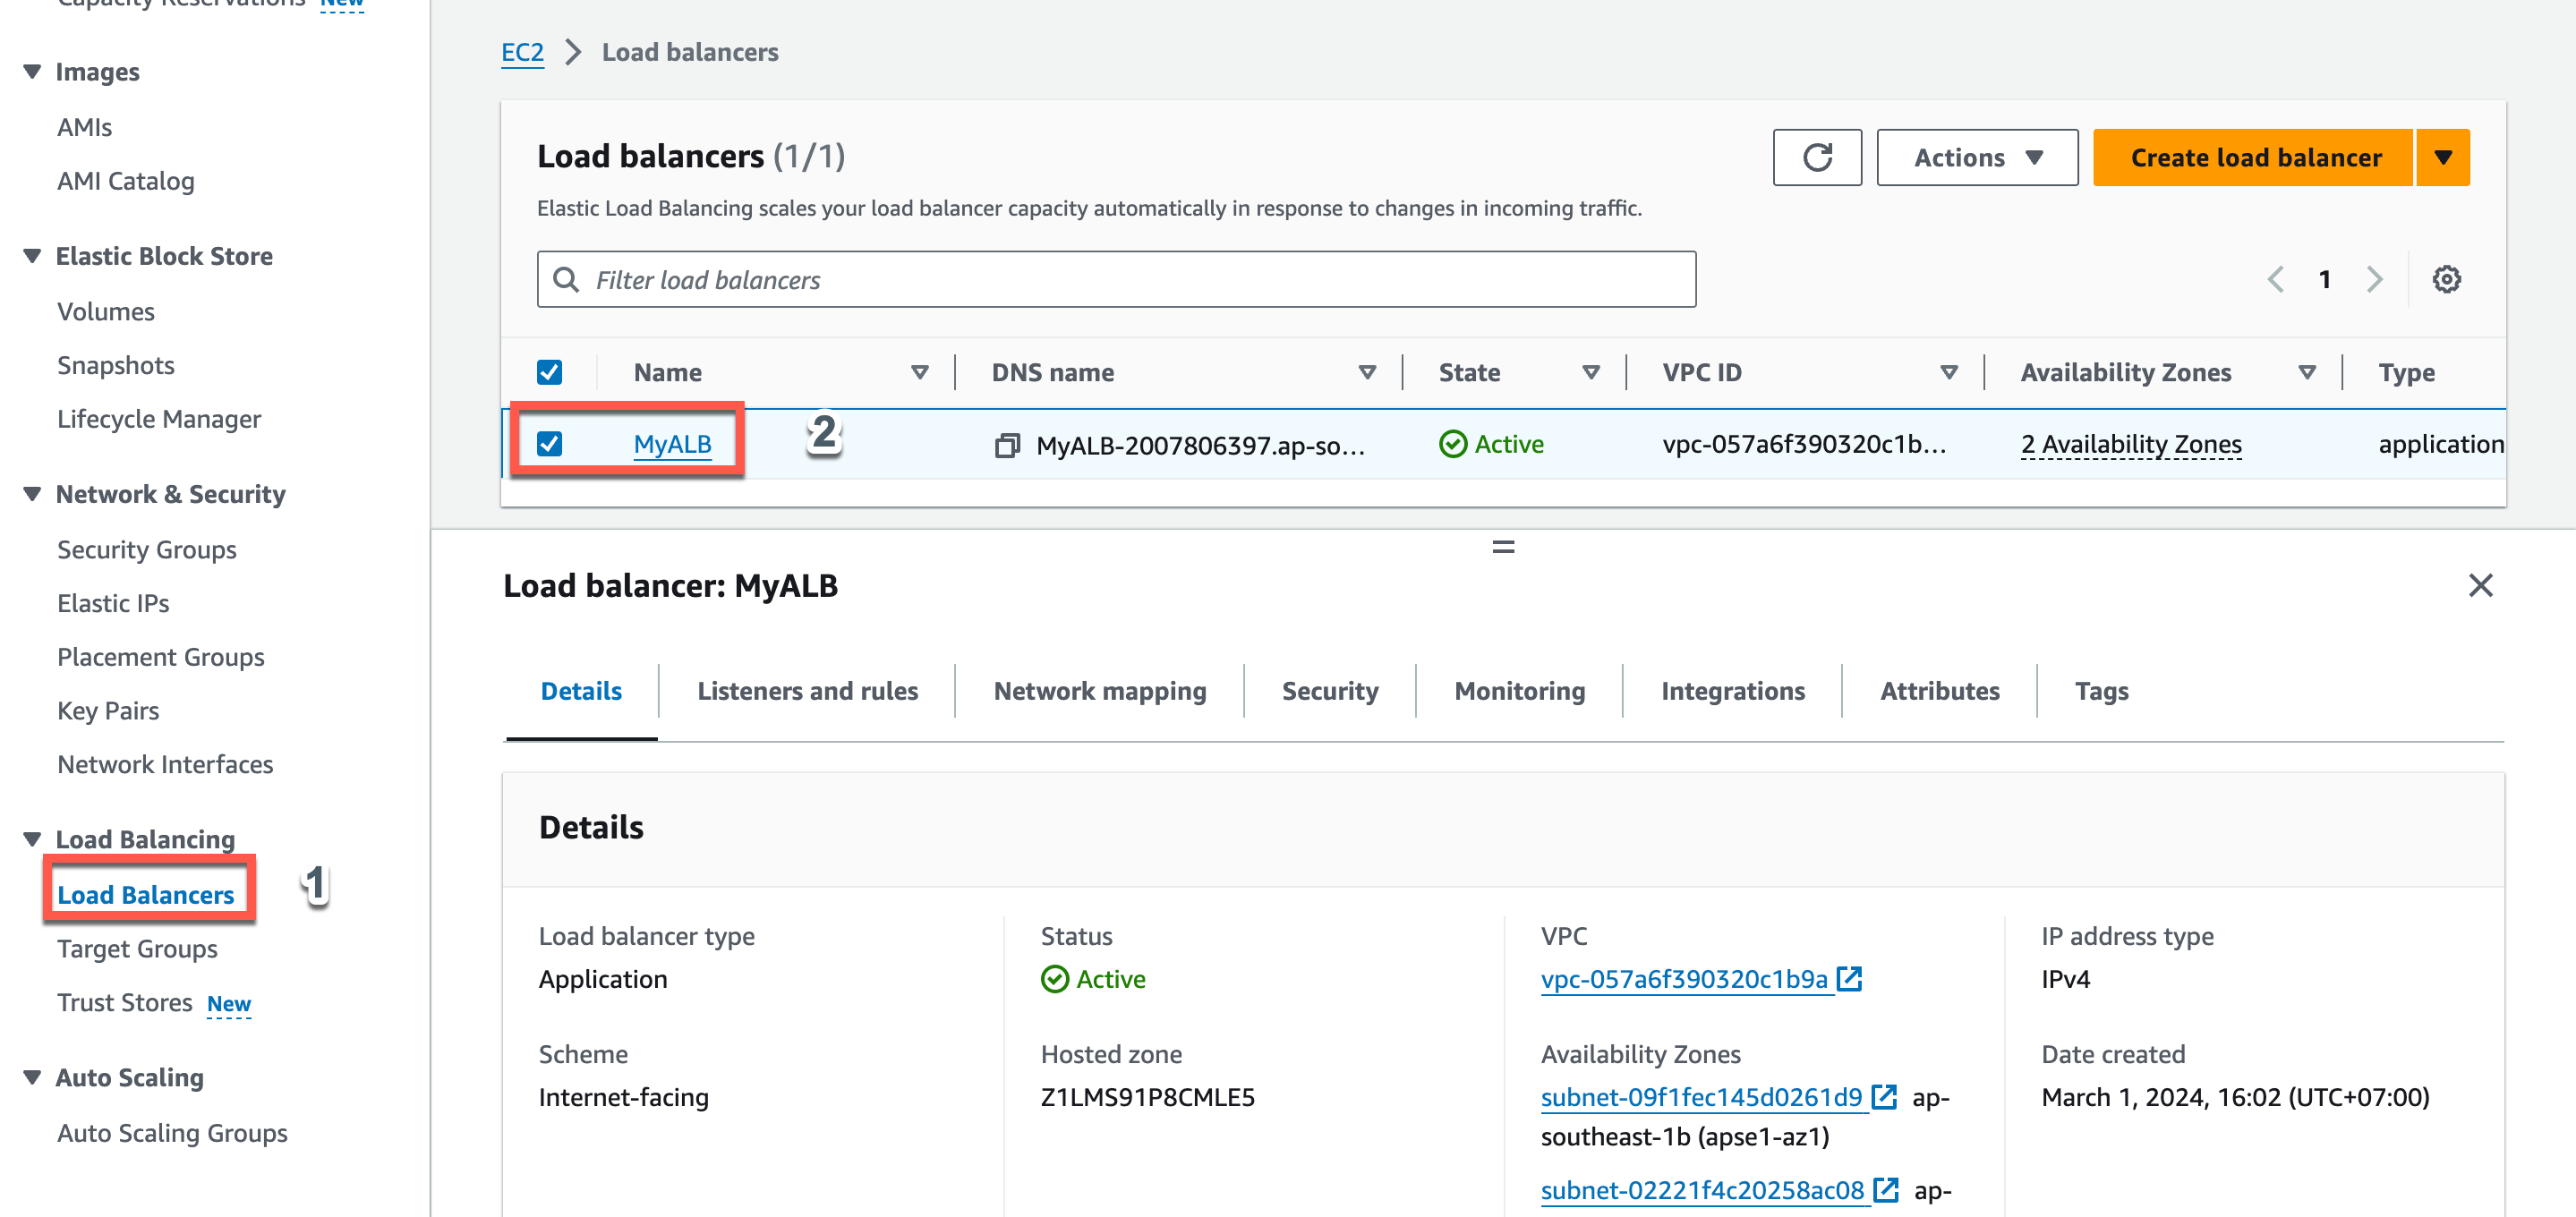 Capacity Reservations New
Images
AMIs
AMI Catalog
Elastic Block Store
Volumes
Snapshots
Lifecycle Manager
Network & Security
Security Groups
Elastic IPs
Placement Groups
Key Pairs
Network Interfaces
Load Balancing
Load Balancers 1
Target Groups
Trust Stores New
Auto Scaling
Auto Scaling Groups
EC2 Load balancers
Load balancers (1/1)
Actions
Create load balancer
Elastic Load Balancing scales your load balancer capacity automatically in response to changes in incoming traffic.
Filter load balancers
1
Name DNS name State VPC ID Availability Zones Type
MyALB 2 MyALB-2007806397.ap-so... Active vpc-057a6f390320c1b... 2 Availability Zones application
Load balancer: MyALB
Details Listeners and rules Network mapping Security Monitoring Integrations Attributes Tags
Details
Load balancer type
Application
Scheme
Internet-facing
Status
Active
Hosted zone
Z1LMS91P8CMLE5
VPC
vpc-057a6f390320c1b9a
Availability Zones
subnet-09f1fec145d0261d9 ap-
southeast-1b (apse1-az1)
subnet-02221f4c20258ac08 ap-
IP address type
IPv4
Date created
March 1, 2024, 16:02 (UTC+07:00)